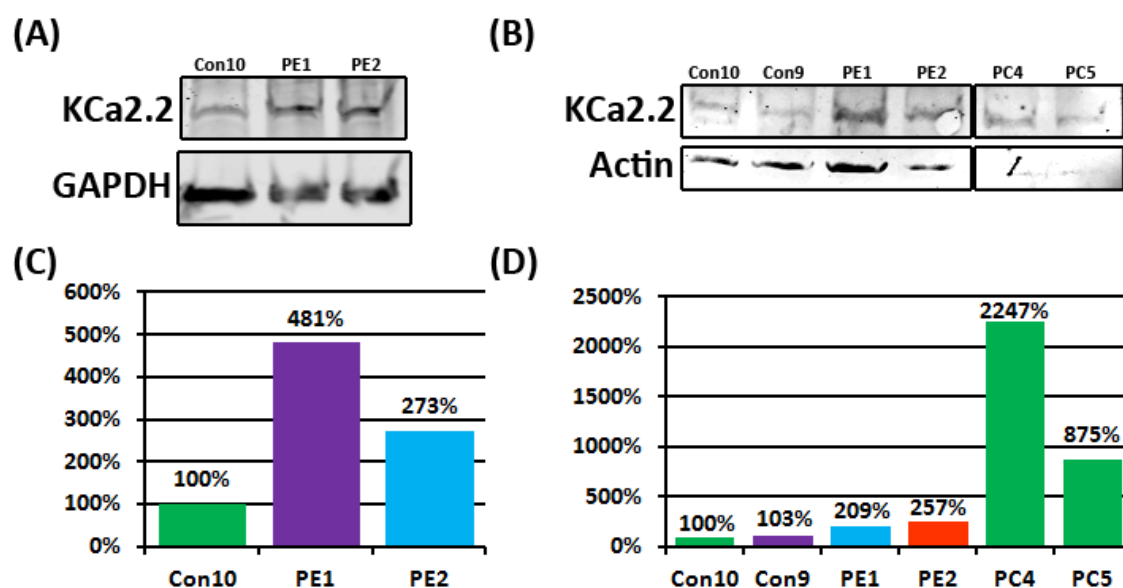 (A)
Con10 PE1 PE2
KCa2.2
GAPDH
(B)
Con10 Con9 PE1 PE2 PC4 PC5
KCa2.2
Actin
(C)
600%
500%
400%
300%
200%
100%
0%
100%
481%
273%
Con10 PE1 PE2
(D)
2500%
2000%
1500%
1000%
500%
0%
100%
103%
209%
257%
2247%
875%
Con10 Con9 PE1 PE2 PC4 PC5